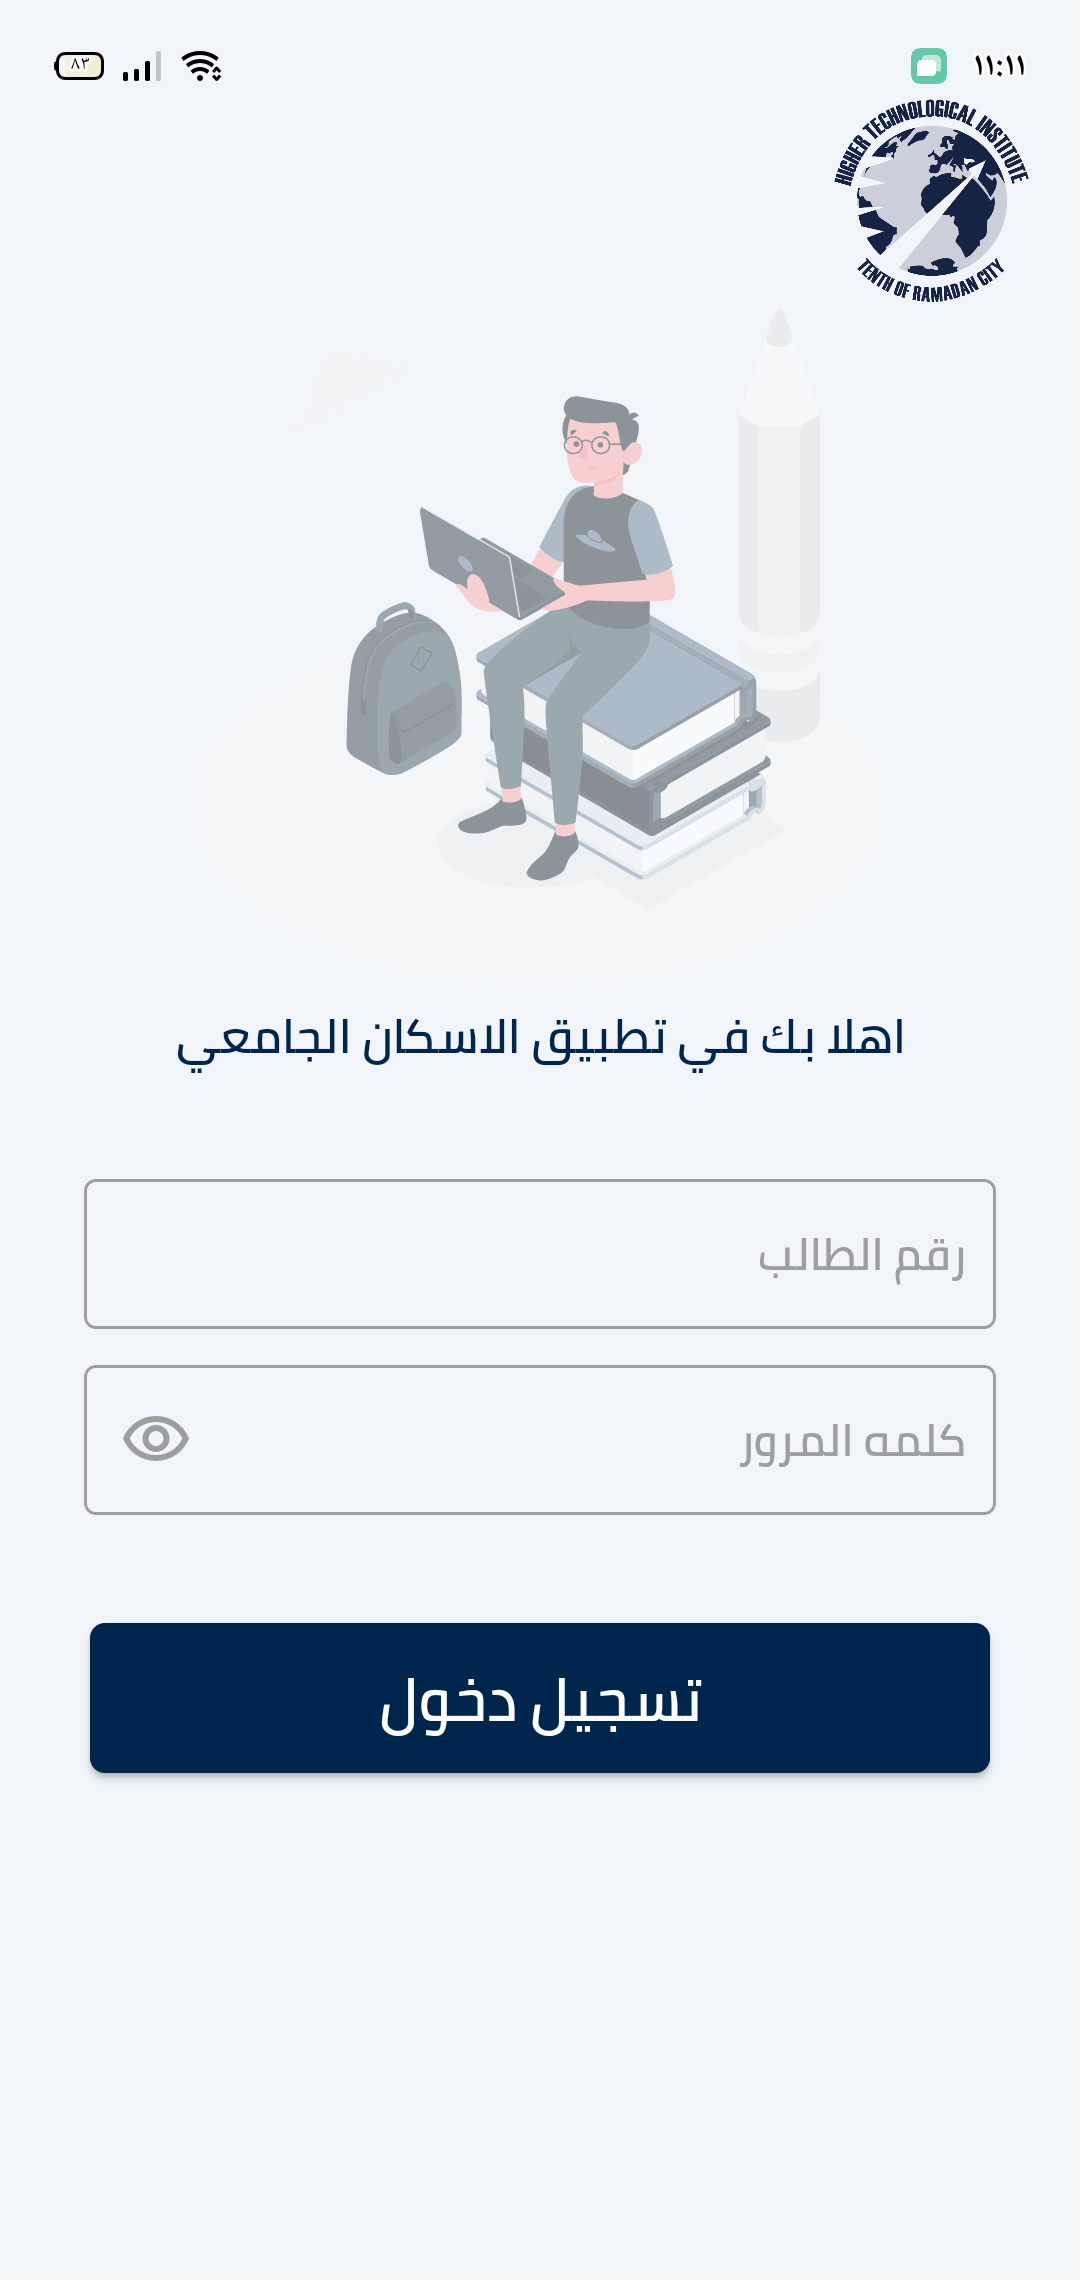 ١١:١١
٨٣
HIGHER TECHNOLOGICAL INSTITUTE
TENTH OF RAMADAN CITY
اهلا بك في تطبيق الاسكان الجامعي
رقم الطالب
كلمه المرور
تسجيل دخول